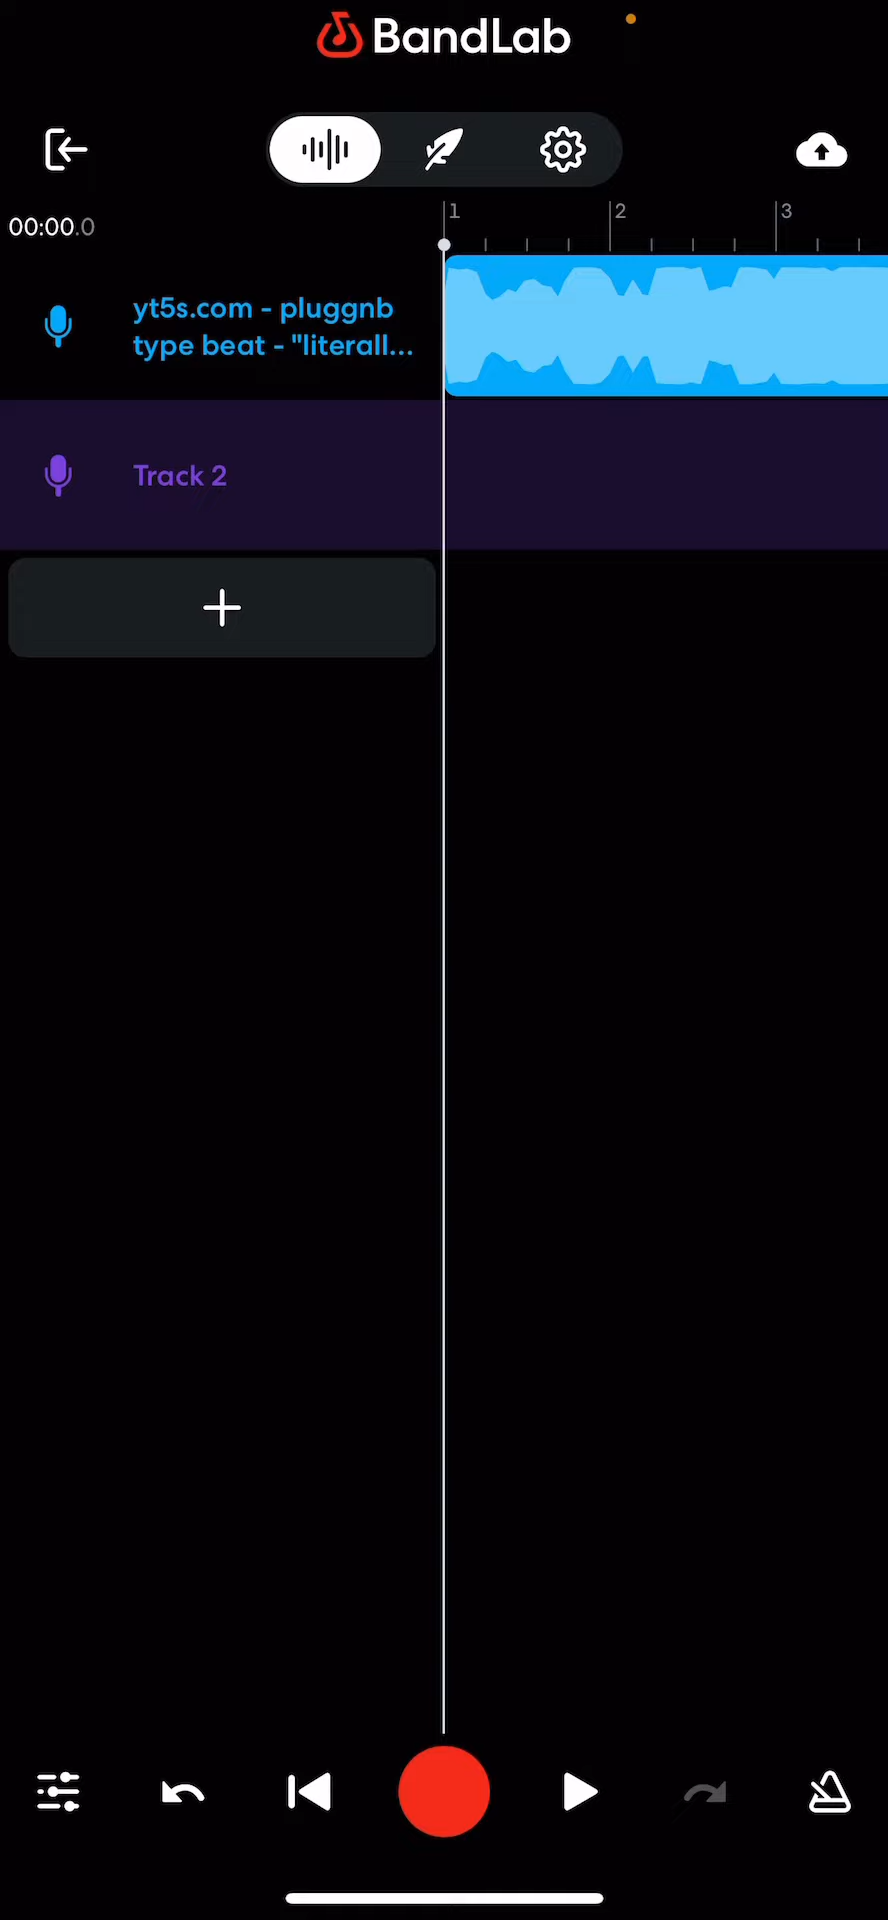 BandLab
00:00.0
1
2
3
yt5s.com - pluggnb
type beat - "literall...
Track 2